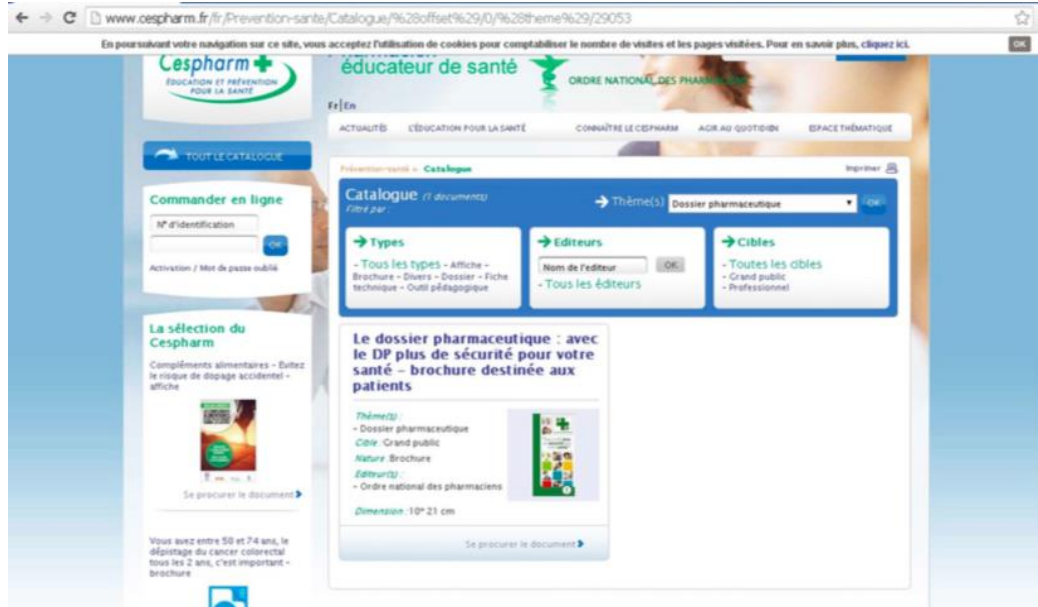 www.cespharm.fr/fr/Prevention-sante/Catalogue/%28offset%29/0/%28theme%29/29053
En poursuivant votre navigation sur ce site, vous acceptez l'utilisation de cookies pour comptabiliser le nombre de visites et les pages visitées. Pour en savoir plus, cliquez ici.
OK
Cespharm
ÉDUCATION ET PRÉVENTION
POUR LA SANTÉ
éducateur de santé
ORDRE NATIONAL DES
Fr|En
ACTUALITÉS L'ÉDUCATION POUR LA SANTÉ CONNAÎTRE LE CESPHARM AGIR AU QUOTIDIEN ESPACE THÉMATIQUE
TOUT LE CATALOGUE
Commander en ligne
N° d'identification
OK
Activation / Mot de passe oublié
La sélection du
Cespharm
Compléments alimentaires - Evitez
le risque de dopage accidentel -
affiche
Se procurer le document
Vous avez entre 50 et 74 ans, le
dépistage du cancer colorectal
tous les 2 ans, c'est important -
brochure
Prévention-santé » Catalogue
Imprimer
Catalogue (1 documents)
Filtré par :
Thème(s) Dossier pharmaceutique OK
Types
- Tous les types - Affiche -
Brochure - Divers - Dossier - Fiche
technique - Outil pédagogique
Editeurs
Nom de l'editeur OK
- Tous les éditeurs
Cibles
- Toutes les cibles
- Grand public
- Professionnel
Le dossier pharmaceutique : avec
le DP plus de sécurité pour votre
santé - brochure destinée aux
patients
Thème(s) :
- Dossier pharmaceutique
Cible : Grand public
Nature : Brochure
Editeur(s) :
- Ordre national des pharmaciens
Dimension : 10* 21 cm
Se procurer le document